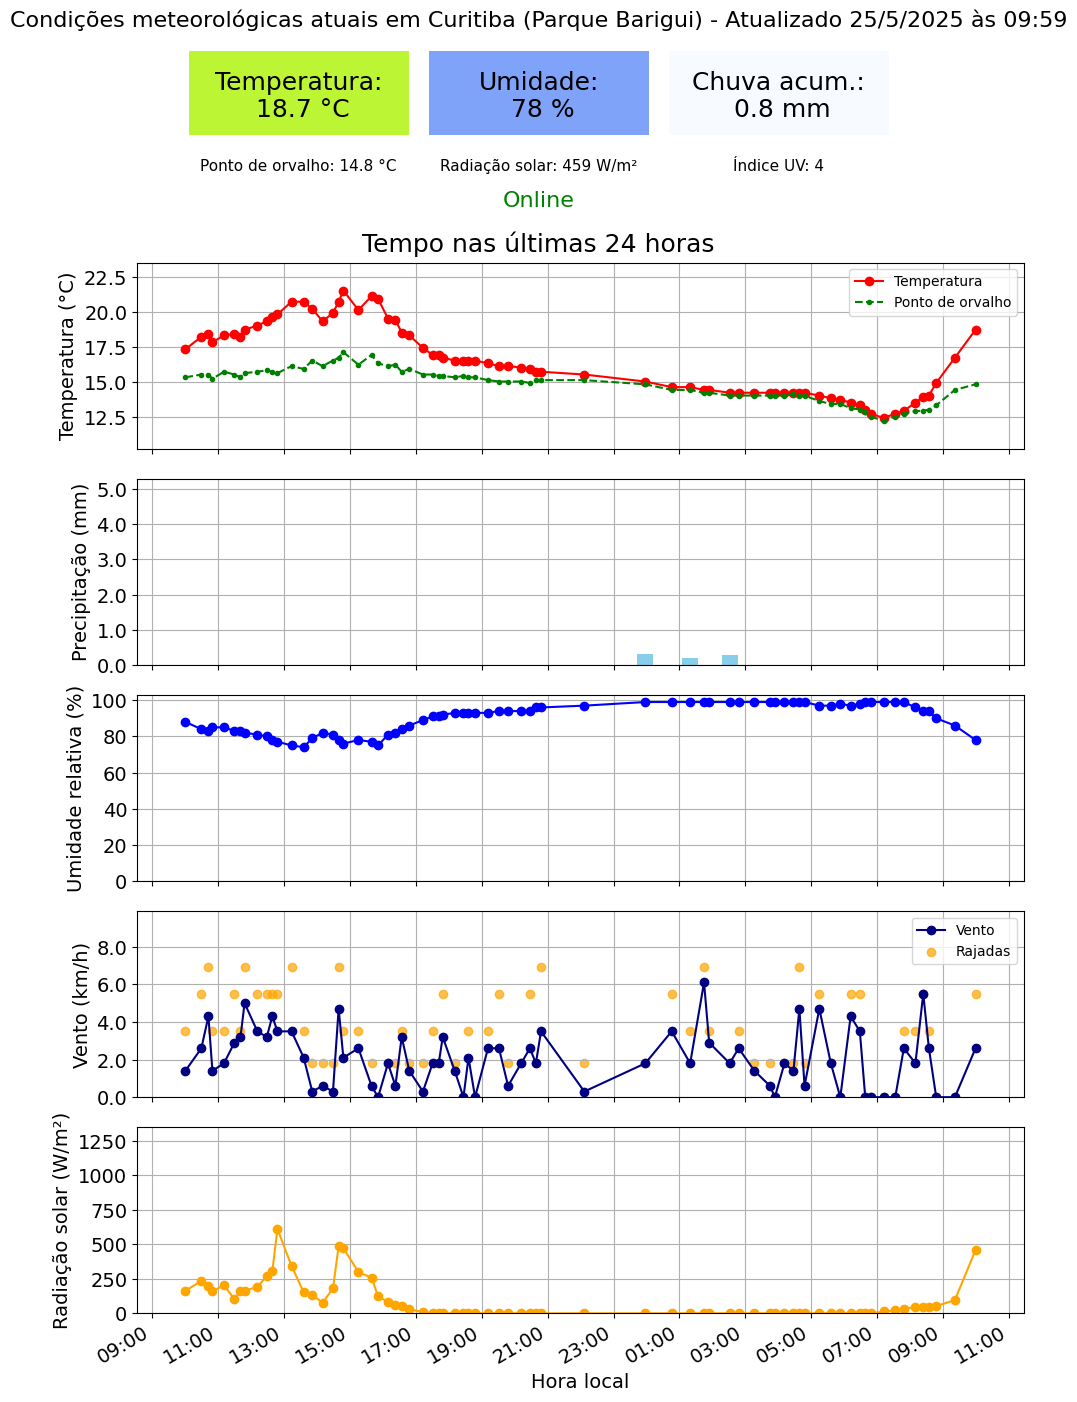 Condições meteorológicas atuais em Curitiba (Parque Barigui) - Atualizado 25/5/2025 às 09:59
Temperatura:
18.7 °C
Umidade:
78 %
Chuva acum.:
0.8 mm
Ponto de orvalho: 14.8 °C
Radiação solar: 459 W/m²
Índice UV: 4
Online
Tempo nas últimas 24 horas
Temperatura (°C)
22.5
20.0
17.5
15.0
12.5
Temperatura
Ponto de orvalho
Precipitação (mm)
5.0
4.0
3.0
2.0
1.0
0.0
Umidade relativa (%)
100
80
60
40
20
0
Vento (km/h)
8.0
6.0
4.0
2.0
0.0
Vento
Rajadas
Radiação solar (W/m²)
1250
1000
750
500
250
0
09:00
11:00
13:00
15:00
17:00
19:00
21:00
23:00
01:00
03:00
05:00
07:00
09:00
11:00
Hora local